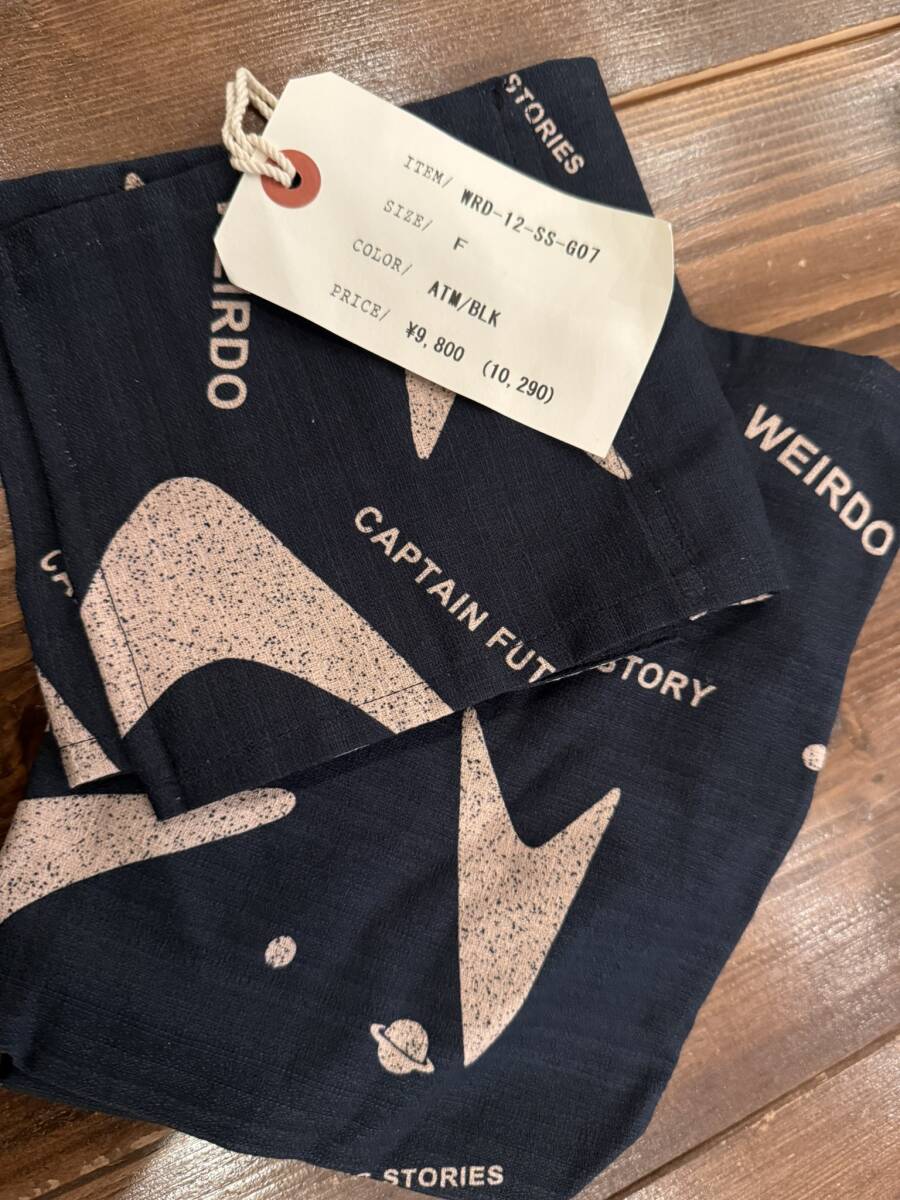 STORIES
ITEM/ WRD-12-SS-G07
SIZE/ F
COLOR/ ATM/BLK
PRICE/ ¥9,800 (10,290)
WEIRDO
CAPTAIN FUT
STORY
STORIES